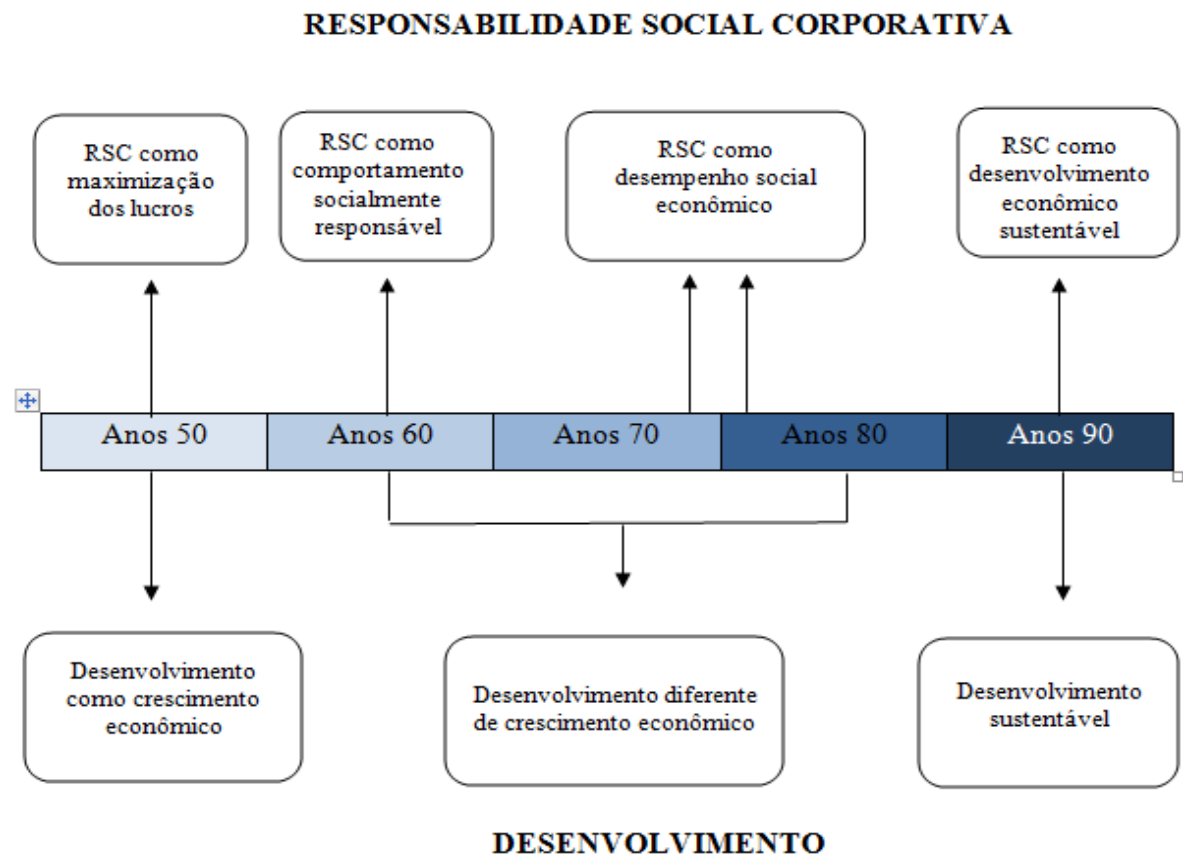 RESPONSABILIDADE SOCIAL CORPORATIVA
RSC como
maximização
dos lucros
RSC como
comportamento
socialmente
responsável
RSC como
desempenho social
econômico
RSC como
desenvolvimento
econômico
sustentável
Anos 50
Anos 60
Anos 70
Anos 80
Anos 90
Desenvolvimento
como crescimento
econômico
Desenvolvimento diferente
de crescimento econômico
Desenvolvimento
sustentável
DESENVOLVIMENTO